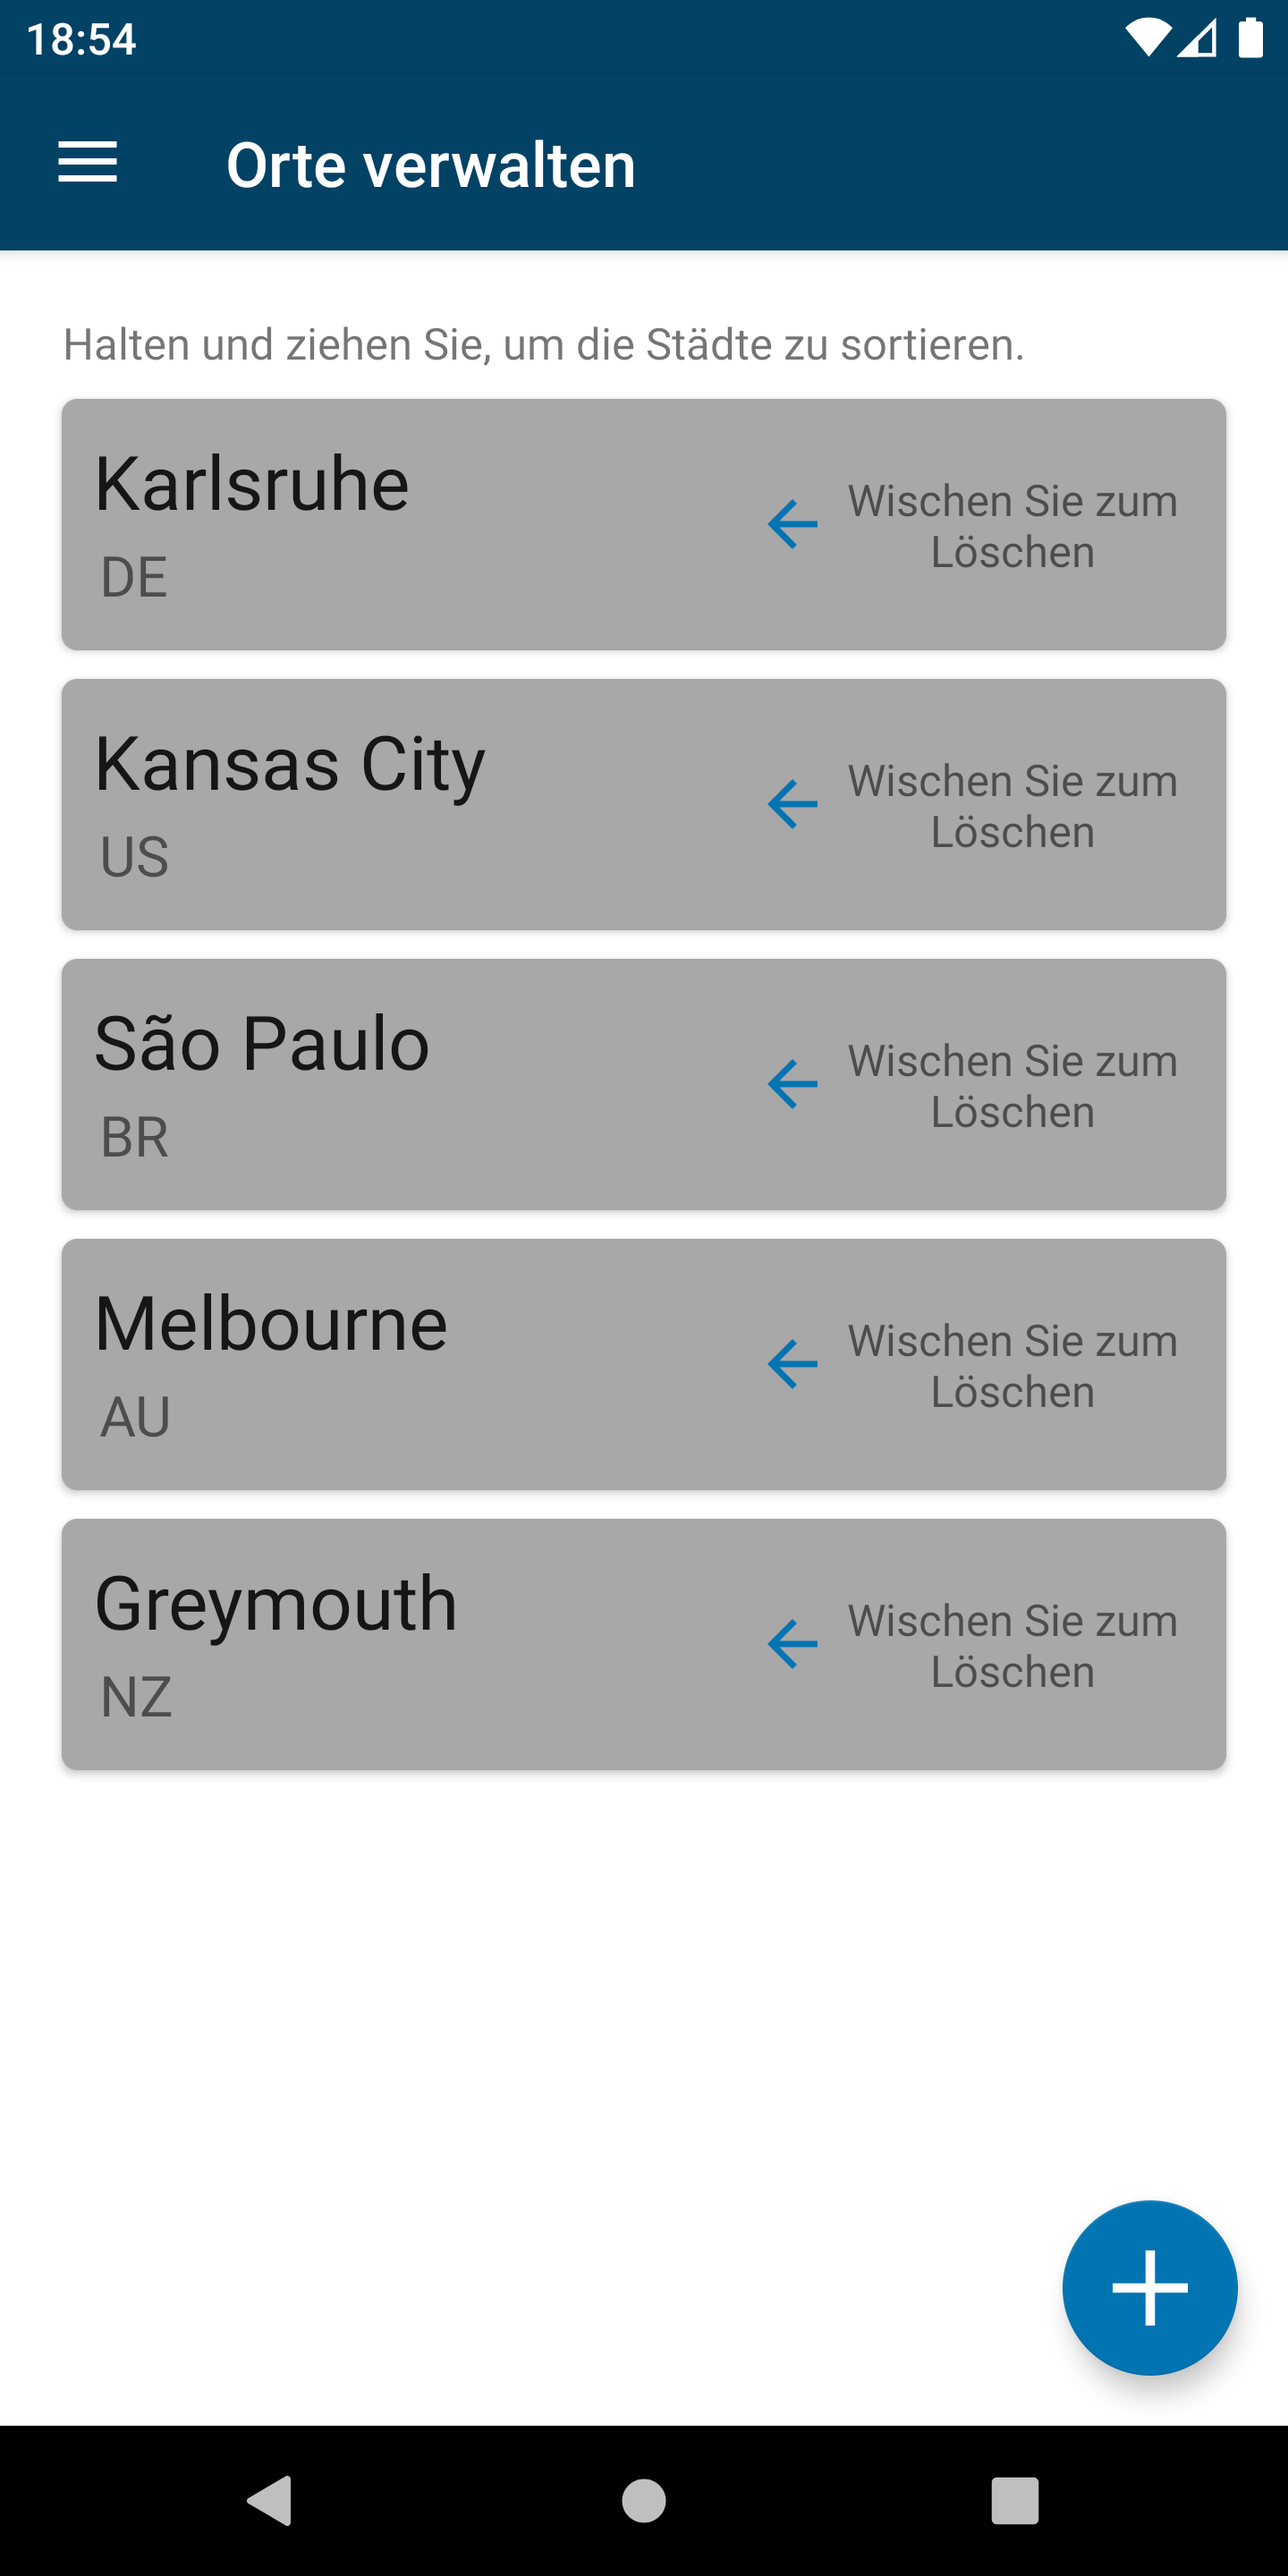 18:54
Orte verwalten
Halten und ziehen Sie, um die Städte zu sortieren.
Karlsruhe
DE
Wischen Sie zum
Löschen
Kansas City
US
Wischen Sie zum
Löschen
São Paulo
BR
Wischen Sie zum
Löschen
Melbourne
AU
Wischen Sie zum
Löschen
Greymouth
NZ
Wischen Sie zum
Löschen